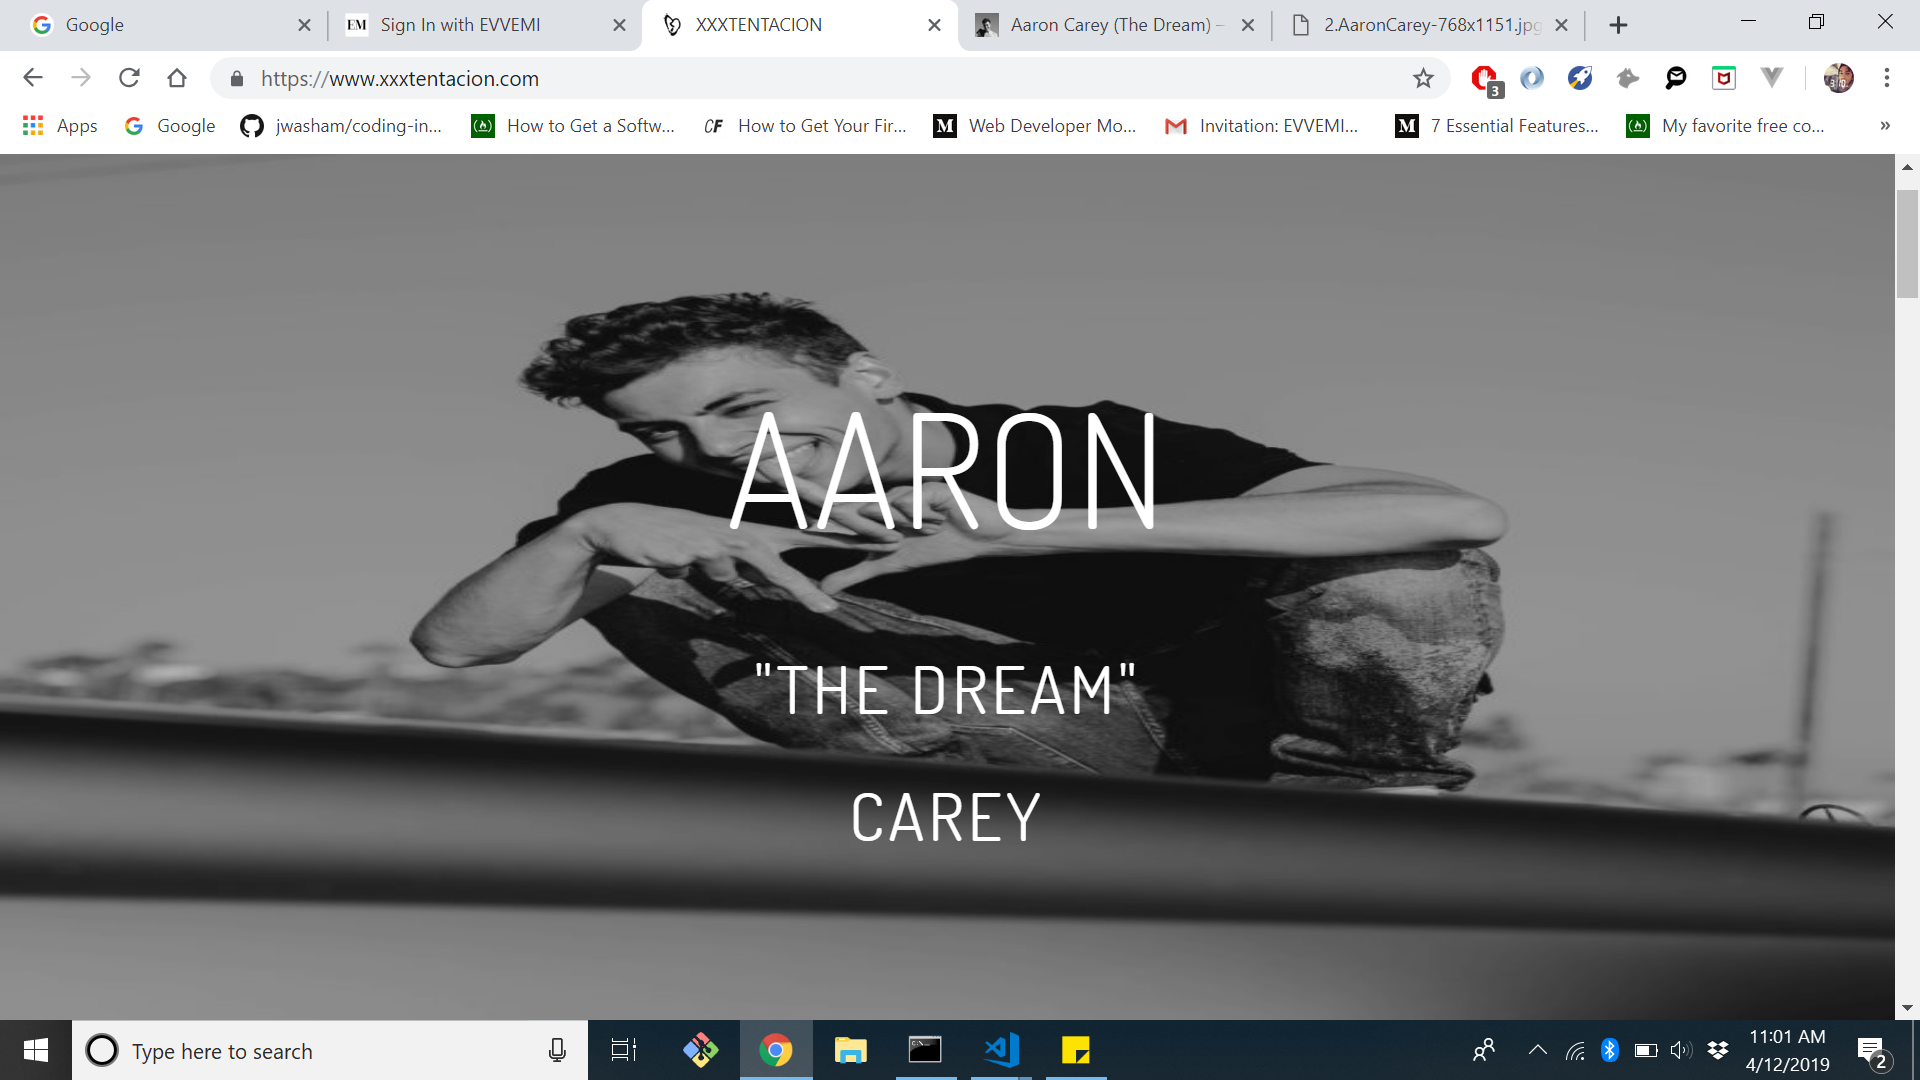 Google
EM Sign In with EVVEMI
XXXTENTACION
Aaron Carey (The Dream) –
2.AaronCarey-768x1151.jpg
https://www.xxxtentacion.com
3
Apps
Google
jwasham/coding-in...
(A) How to Get a Softw...
CF How to Get Your Fir...
M Web Developer Mo...
M Invitation: EVVEMI...
M 7 Essential Features...
(A) My favorite free co...
»
AARON
"THE DREAM"
CAREY
Type here to search
11:01 AM
4/12/2019
2